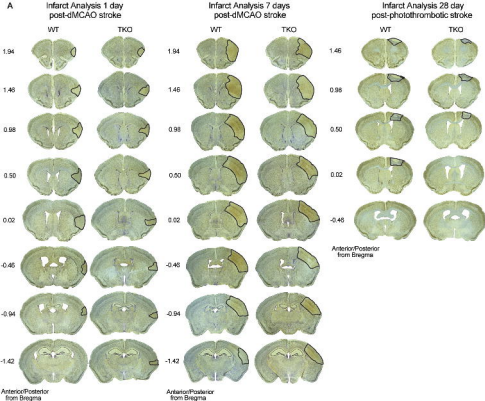 A
Infarct Analysis 1 day
post-dMCAO stroke
WT TKO
1.94
1.46
0.98
0.50
0.02
-0.46
-0.94
-1.42
Anterior/Posterior
from Bregma
Infarct Analysis 7 days
post-dMCAO stroke
WT TKO
1.94
1.46
0.98
0.50
0.02
-0.46
-0.94
-1.42
Anterior/Posterior
from Bregma
Infarct Analysis 28 day
post-photothrombotic stroke
WT TKO
1.46
0.98
0.50
0.02
-0.46
Anterior/Posterior
from Bregma